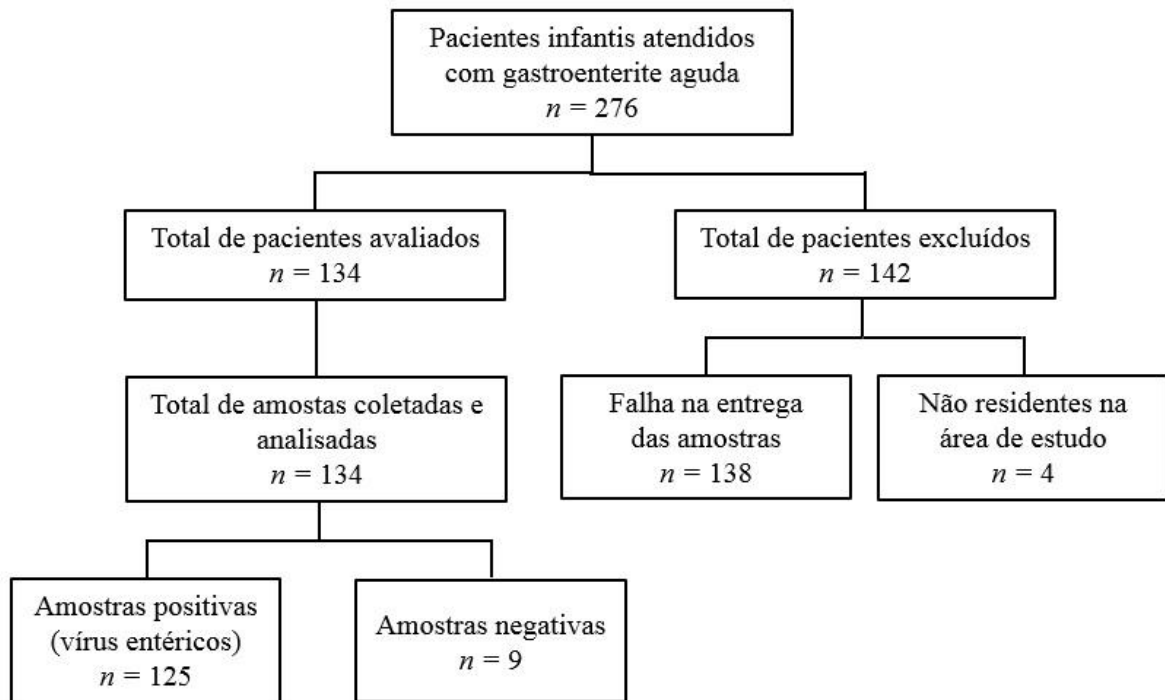 Pacientes infantis atendidos
com gastroenterite aguda
n = 276
Total de pacientes avaliados
n = 134
Total de pacientes excluídos
n = 142
Total de amostas coletadas e
analisadas
n = 134
Falha na entrega
das amostras
n = 138
Não residentes na
área de estudo
n = 4
Amostras positivas
(vírus entéricos)
n = 125
Amostras negativas
n = 9